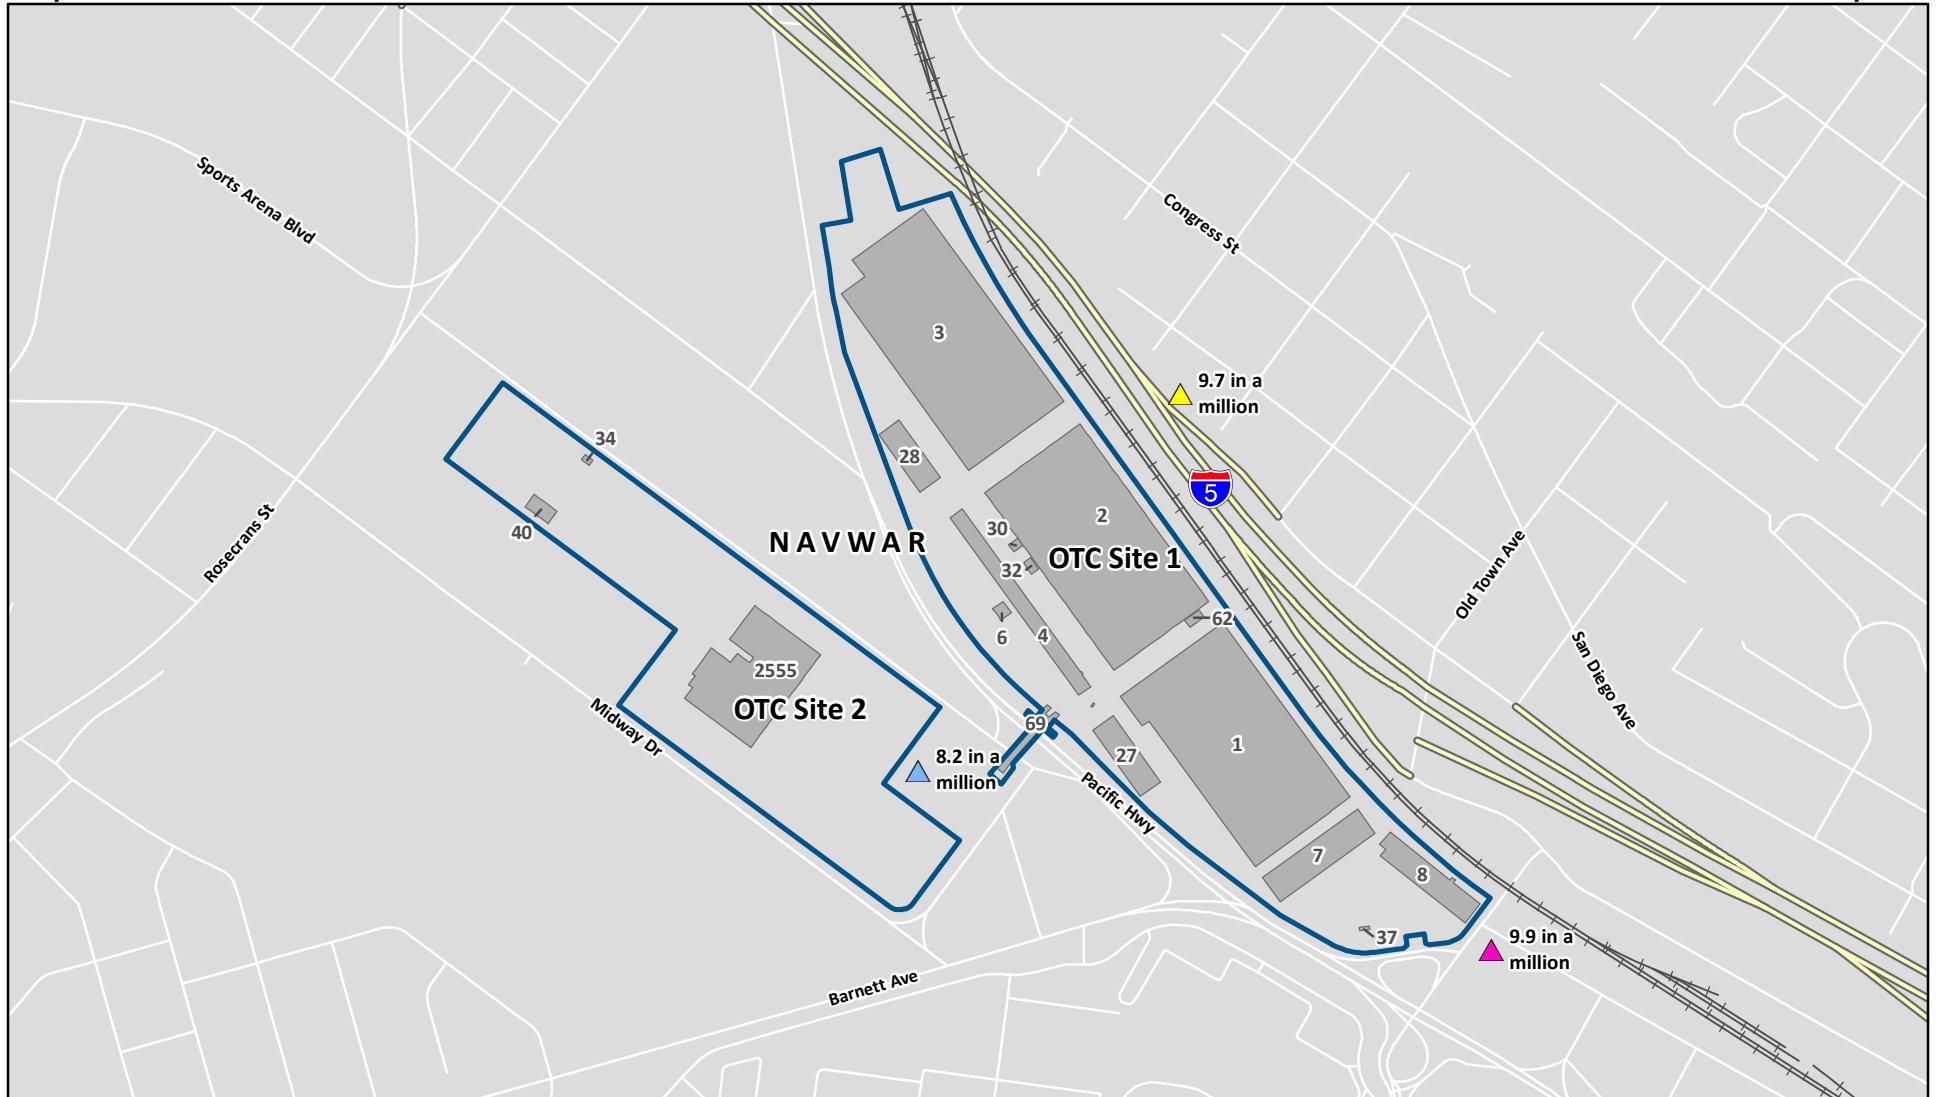 Sports Arena Blvd
Congress St
3
9.7 in a
million
34
28
5
Rosecrans St
40
2
30
NAVWAR
OTC Site 1
32
Old Town Ave
62
6
4
2555
San Diego Ave
OTC Site 2
Midway Dr
69
1
27
8.2 in a
million
Pacific Hwy
7
8
37
9.9 in a
million
Barnett Ave